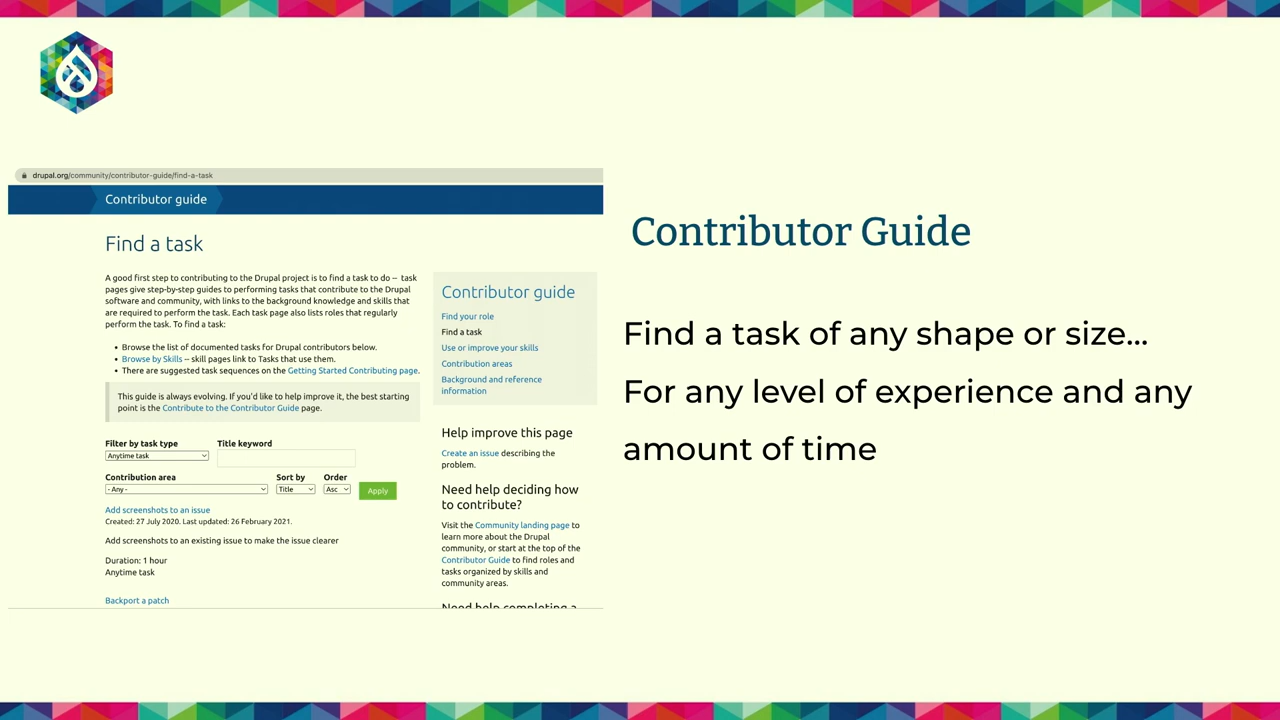 drupal.org/community/contributor-guide/find-a-task
Contributor guide
Find a task
A good first step to contributing to the Drupal project is to find a task to do -- task
pages give step-by-step guides to performing tasks that contribute to the Drupal
software and community, with links to the background knowledge and skills that
are required to perform the task. Each task page also lists roles that regularly
perform the task. To find a task:
• Browse the list of documented tasks for Drupal contributors below.
• Browse by Skills -- skill pages link to Tasks that use them.
• There are suggested task sequences on the Getting Started Contributing page.
This guide is always evolving. If you'd like to help improve it, the best starting
point is the Contribute to the Contributor Guide page.
Filter by task type Title keyword
Anytime task
Contribution area Sort by Order
- Any - Title Asc Apply
Add screenshots to an issue
Created: 27 July 2020. Last updated: 26 February 2021.
Add screenshots to an existing issue to make the issue clearer
Duration: 1 hour
Anytime task
Backport a patch
Contributor guide
Find your role
Find a task
Use or improve your skills
Contribution areas
Background and reference
information
Help improve this page
Create an issue describing the
problem.
Need help deciding how
to contribute?
Visit the Community landing page to
learn more about the Drupal
community, or start at the top of the
Contributor Guide to find roles and
tasks organized by skills and
community areas.
Need help completing a
Contributor Guide
Find a task of any shape or size...
For any level of experience and any
amount of time